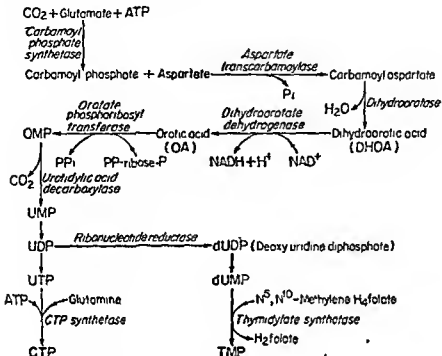 CO2 + Glutamate + ATP
Carbamoyl
phosphate
synthetase
Aspartate
transcarbamoylase
Carbamoyl phosphate + Aspartate
Carbamoyl aspartate
Pi
H2O
Dihydroorotase
Orotate
phosphoribosyl
transferase
Dihydroorotate
dehydrogenase
OMP
Orotic acid
(OA)
Dihydroorotic acid
(DHOA)
PPi
PP-ribose-P
NADH + H+
NAD+
CO2
Uridylic acid
decarboxylase
UMP
UDP
Ribonucleotide reductase
dUDP (Deoxy uridine diphosphate)
UTP
dUMP
ATP
Glutamine
N5, N10-Methylene H4folate
CTP synthetase
Thymidylate synthatase
H2folate
CTP
TMP